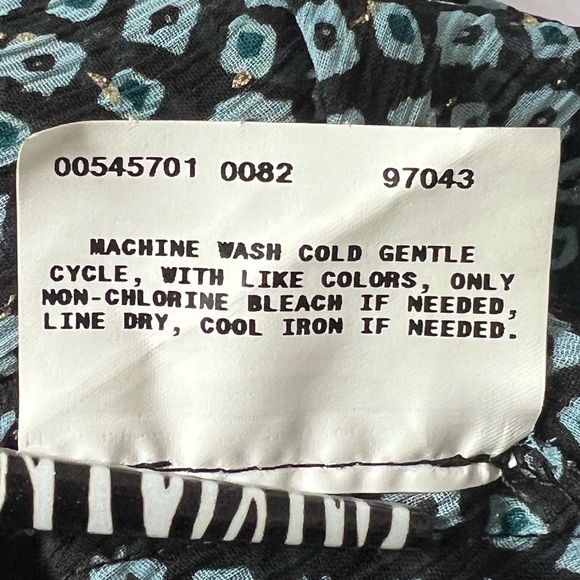 00545701 0082 97043
MACHINE WASH COLD GENTLE
CYCLE, WITH LIKE COLORS, ONLY
NON-CHLORINE BLEACH IF NEEDED,
LINE DRY, COOL IRON IF NEEDED.